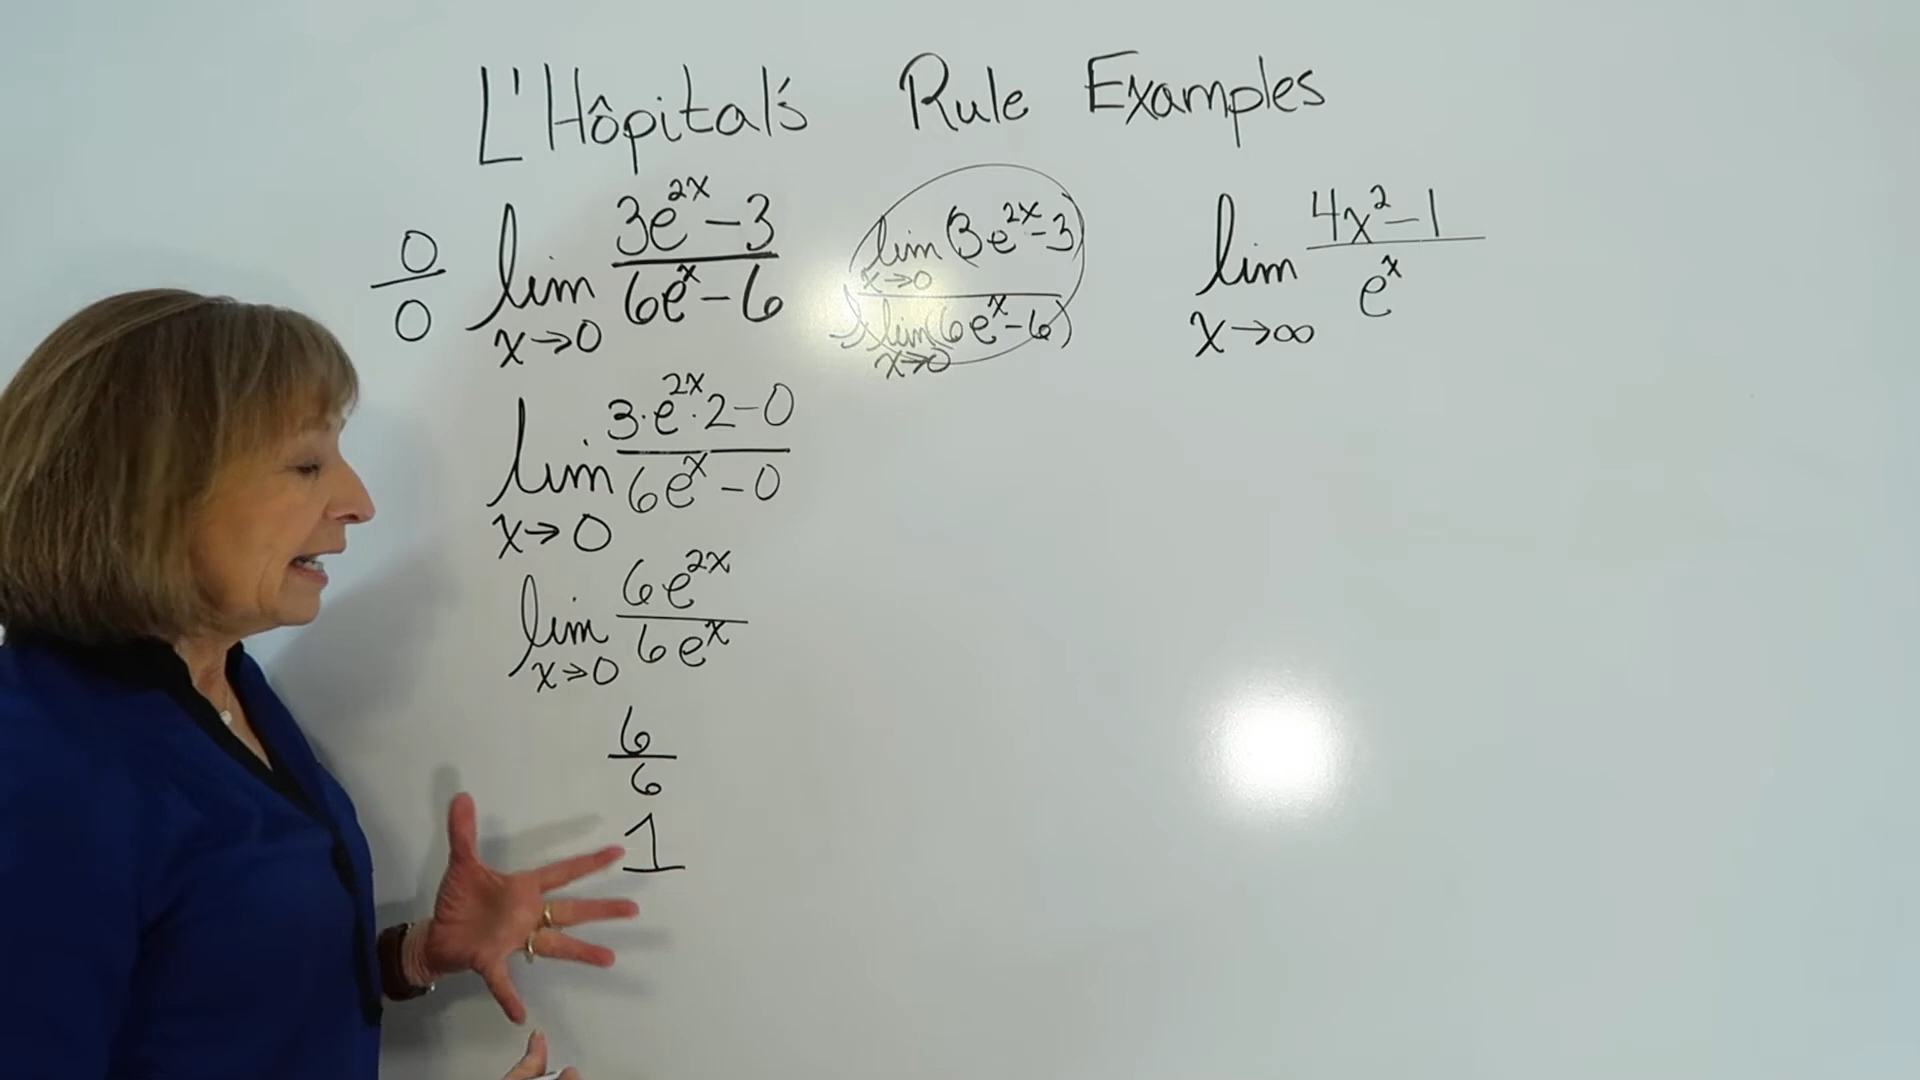 L'Hôpital's Rule Examples
0/0 lim x→0 (3e^{2x} - 3)/(6e^x - 6)
lim x→0 (3·e^{2x}·2 - 0)/(6e^x - 0)
lim x→0 6e^{2x}/6e^x
6/6
1
lim x→0 (3e^{2x} - 3)/lim x→0 (6e^x - 6)
lim x→∞ (4x^2 - 1)/e^x